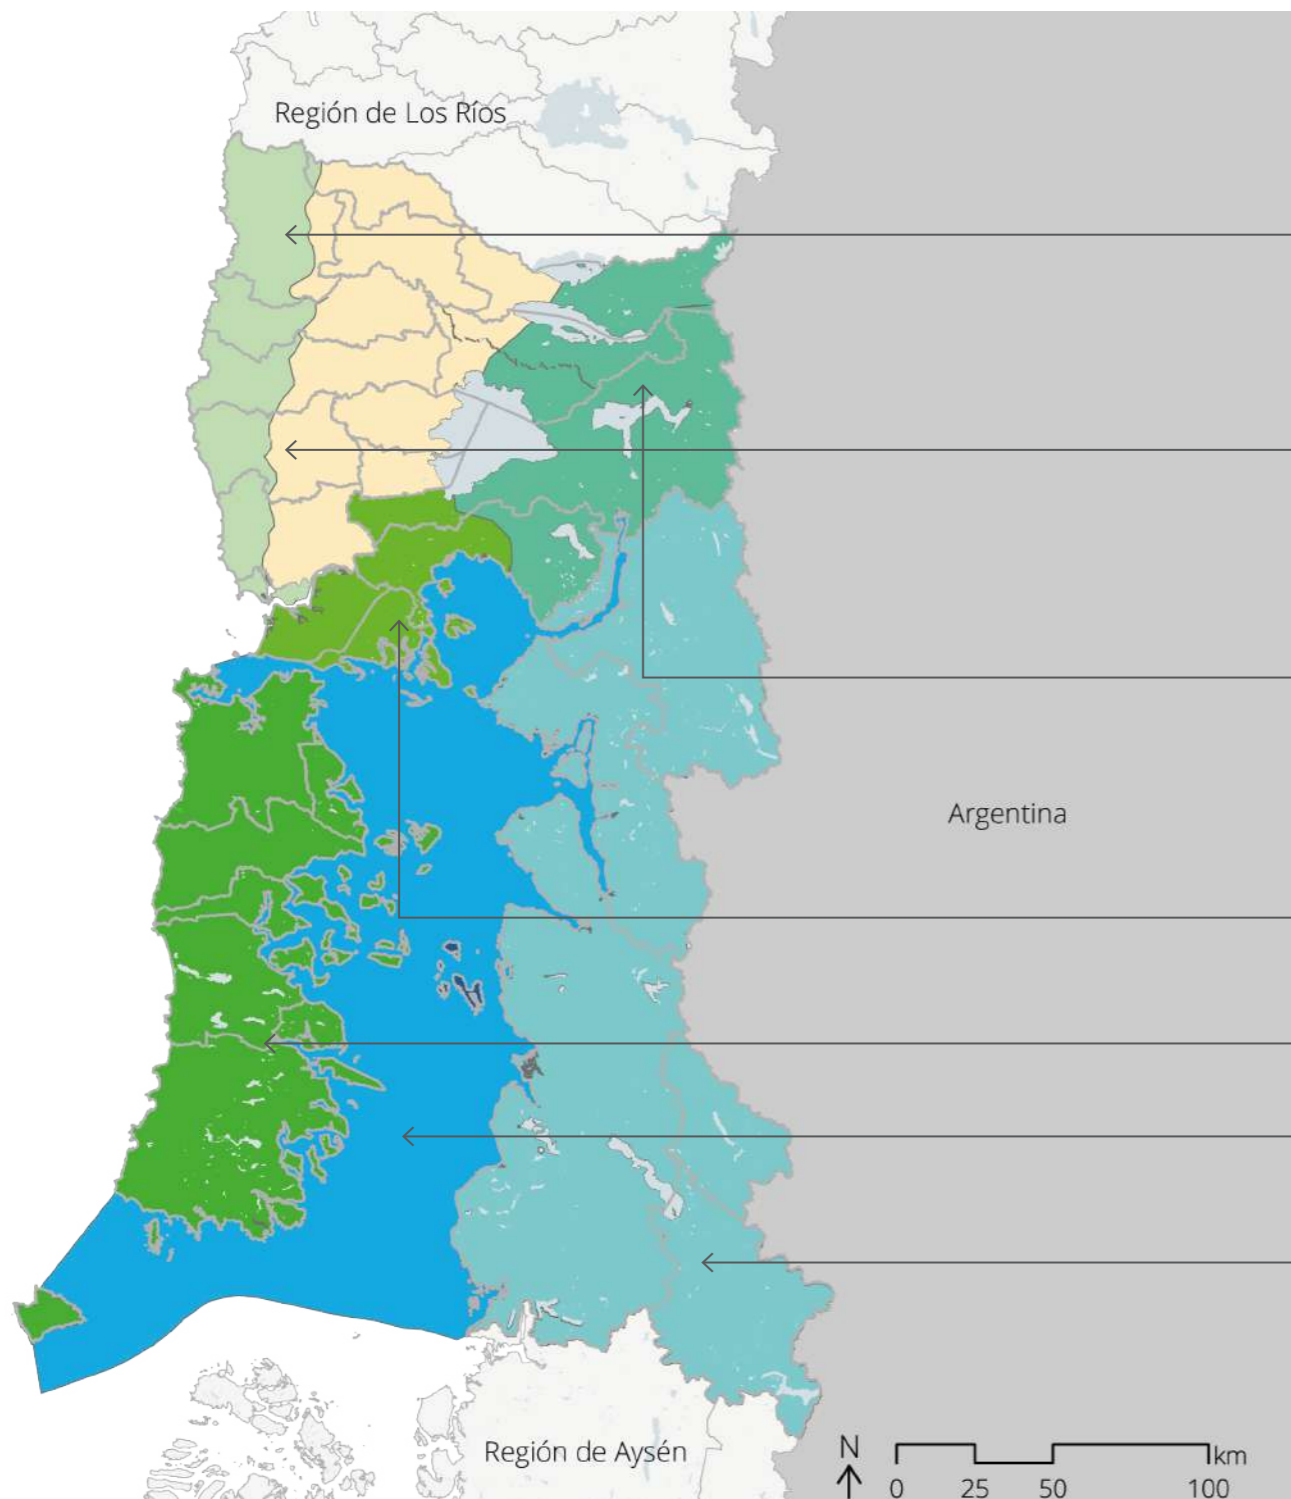 Región de Los Ríos
Argentina
Región de Aysén
N
km
0 25 50 100